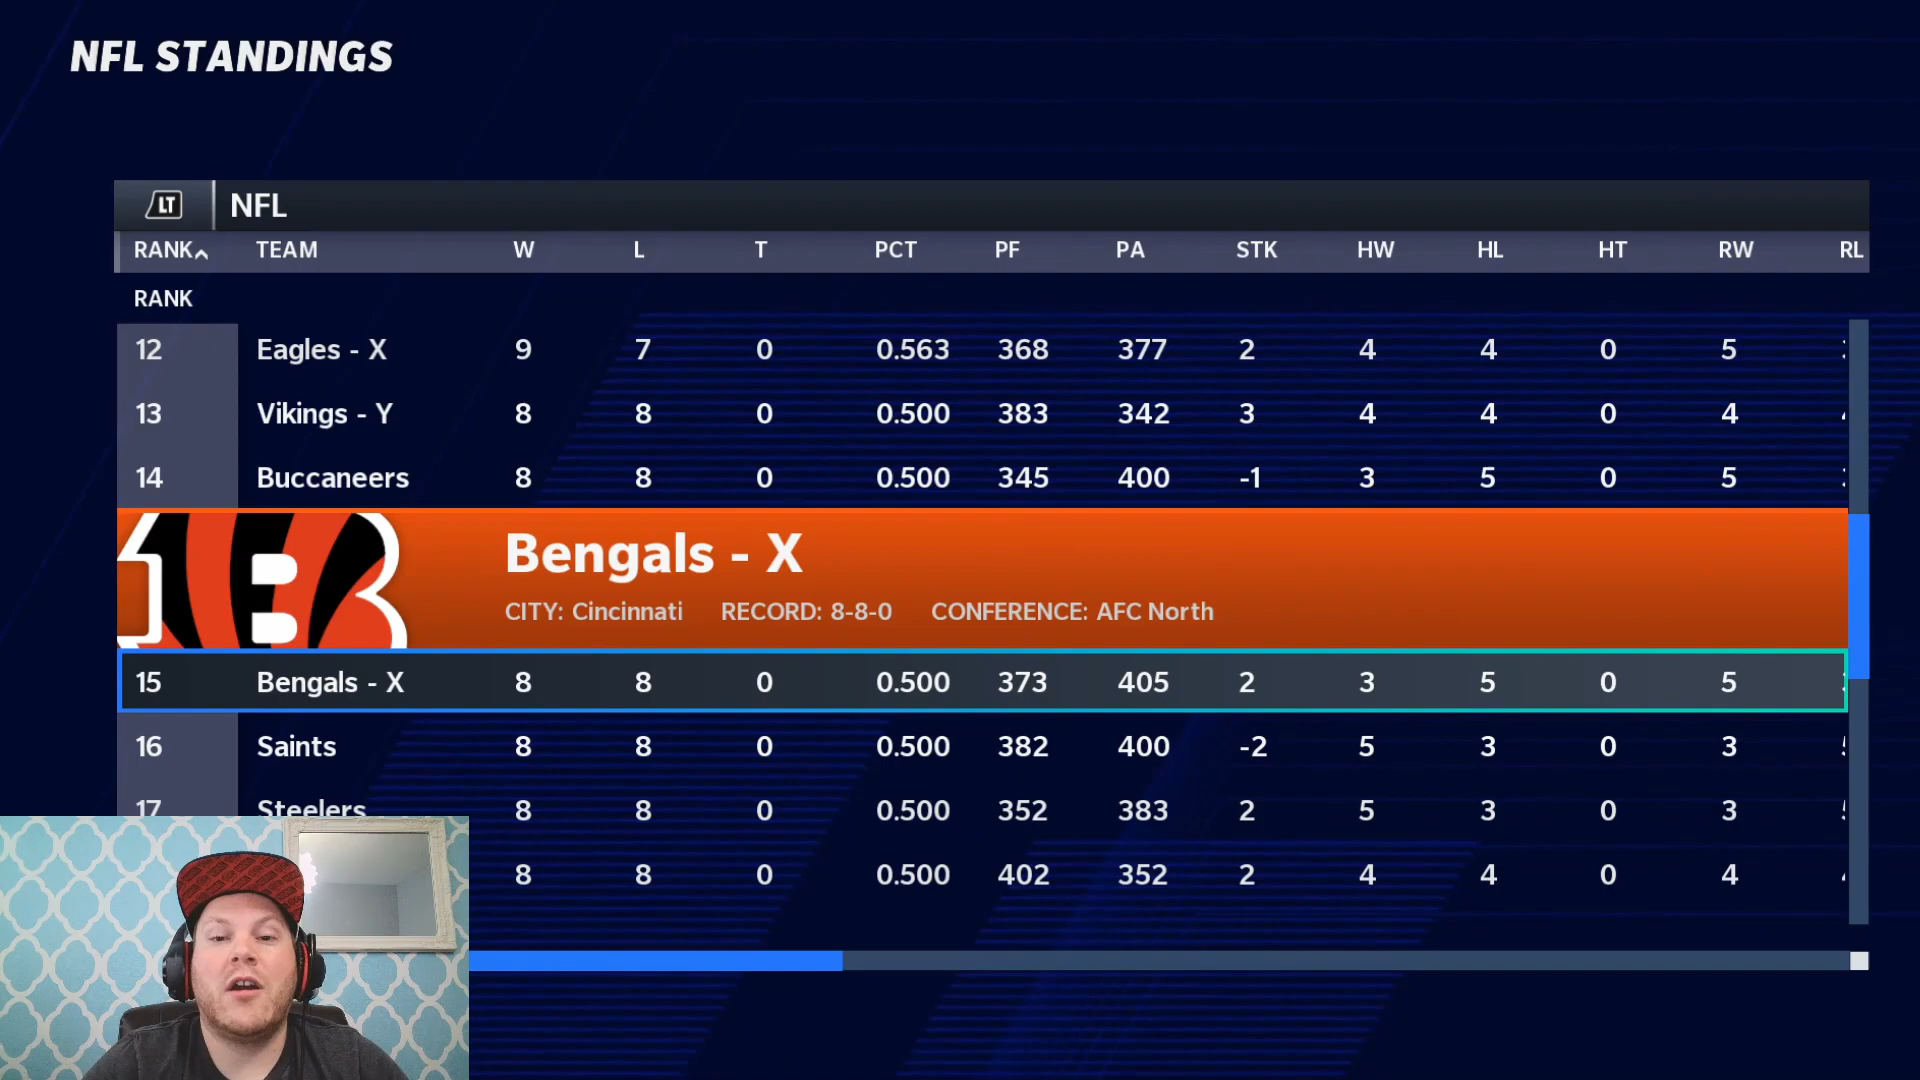 NFL STANDINGS
LT NFL
RANK TEAM W L T PCT PF PA STK HW HL HT RW RL
RANK
12 Eagles - X 9 7 0 0.563 368 377 2 4 4 0 5
13 Vikings - Y 8 8 0 0.500 383 342 3 4 4 0 4
14 Buccaneers 8 8 0 0.500 345 400 -1 3 5 0 5
B
Bengals - X
CITY: Cincinnati RECORD: 8-8-0 CONFERENCE: AFC North
15 Bengals - X 8 8 0 0.500 373 405 2 3 5 0 5
16 Saints 8 8 0 0.500 382 400 -2 5 3 0 3
17 Steelers 8 8 0 0.500 352 383 2 5 3 0 3
8 8 0 0.500 402 352 2 4 4 0 4